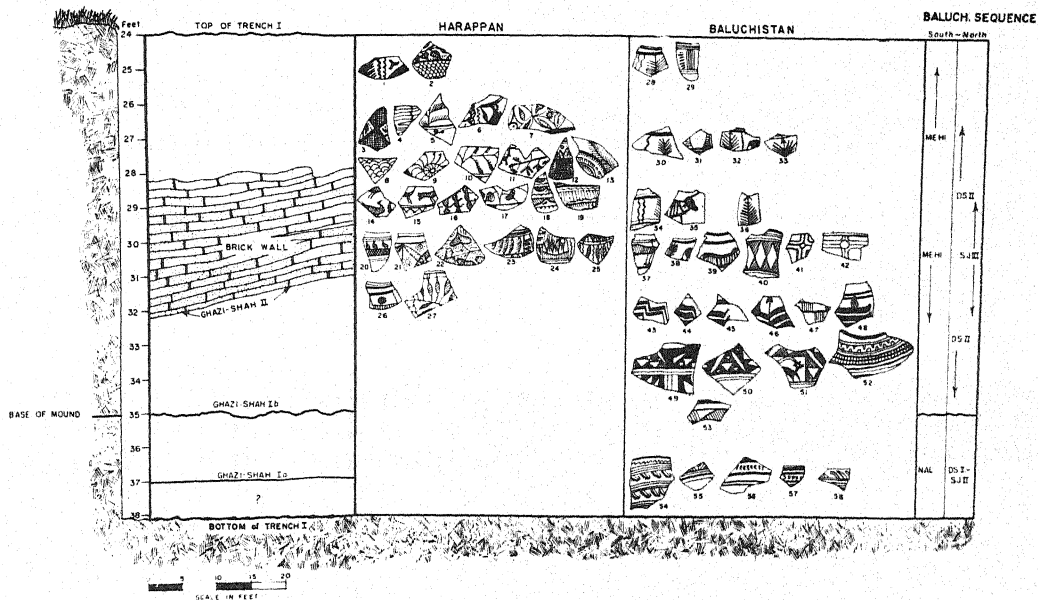 BALUCH. SEQUENCE
South - North
Feet
TOP OF TRENCH I
HARAPPAN
BALUCHISTAN
24
25
26
27
28
29
30
31
32
33
34
35
36
37
38
1 2
3 4 5 6 7
8 9 10 11 12 13
14 15 16 17 18 19
20 21 22 23 24 25
26 27
28 29
30 31 32 33
34 35 36
37 38 39 40 41 42
43 44 45 46 47 48
49 50 51 52
53
54 55 56 57 58
BRICK WALL
GHAZI-SHAH II
GHAZI-SHAH Ib
BASE OF MOUND
GHAZI-SHAH Ia
?
BOTTOM of TRENCH I
MEHI
DS II
MEHI
SJ III
DS II
NAL
DS I-
SJ II
5 10 15 20
SCALE IN FEET